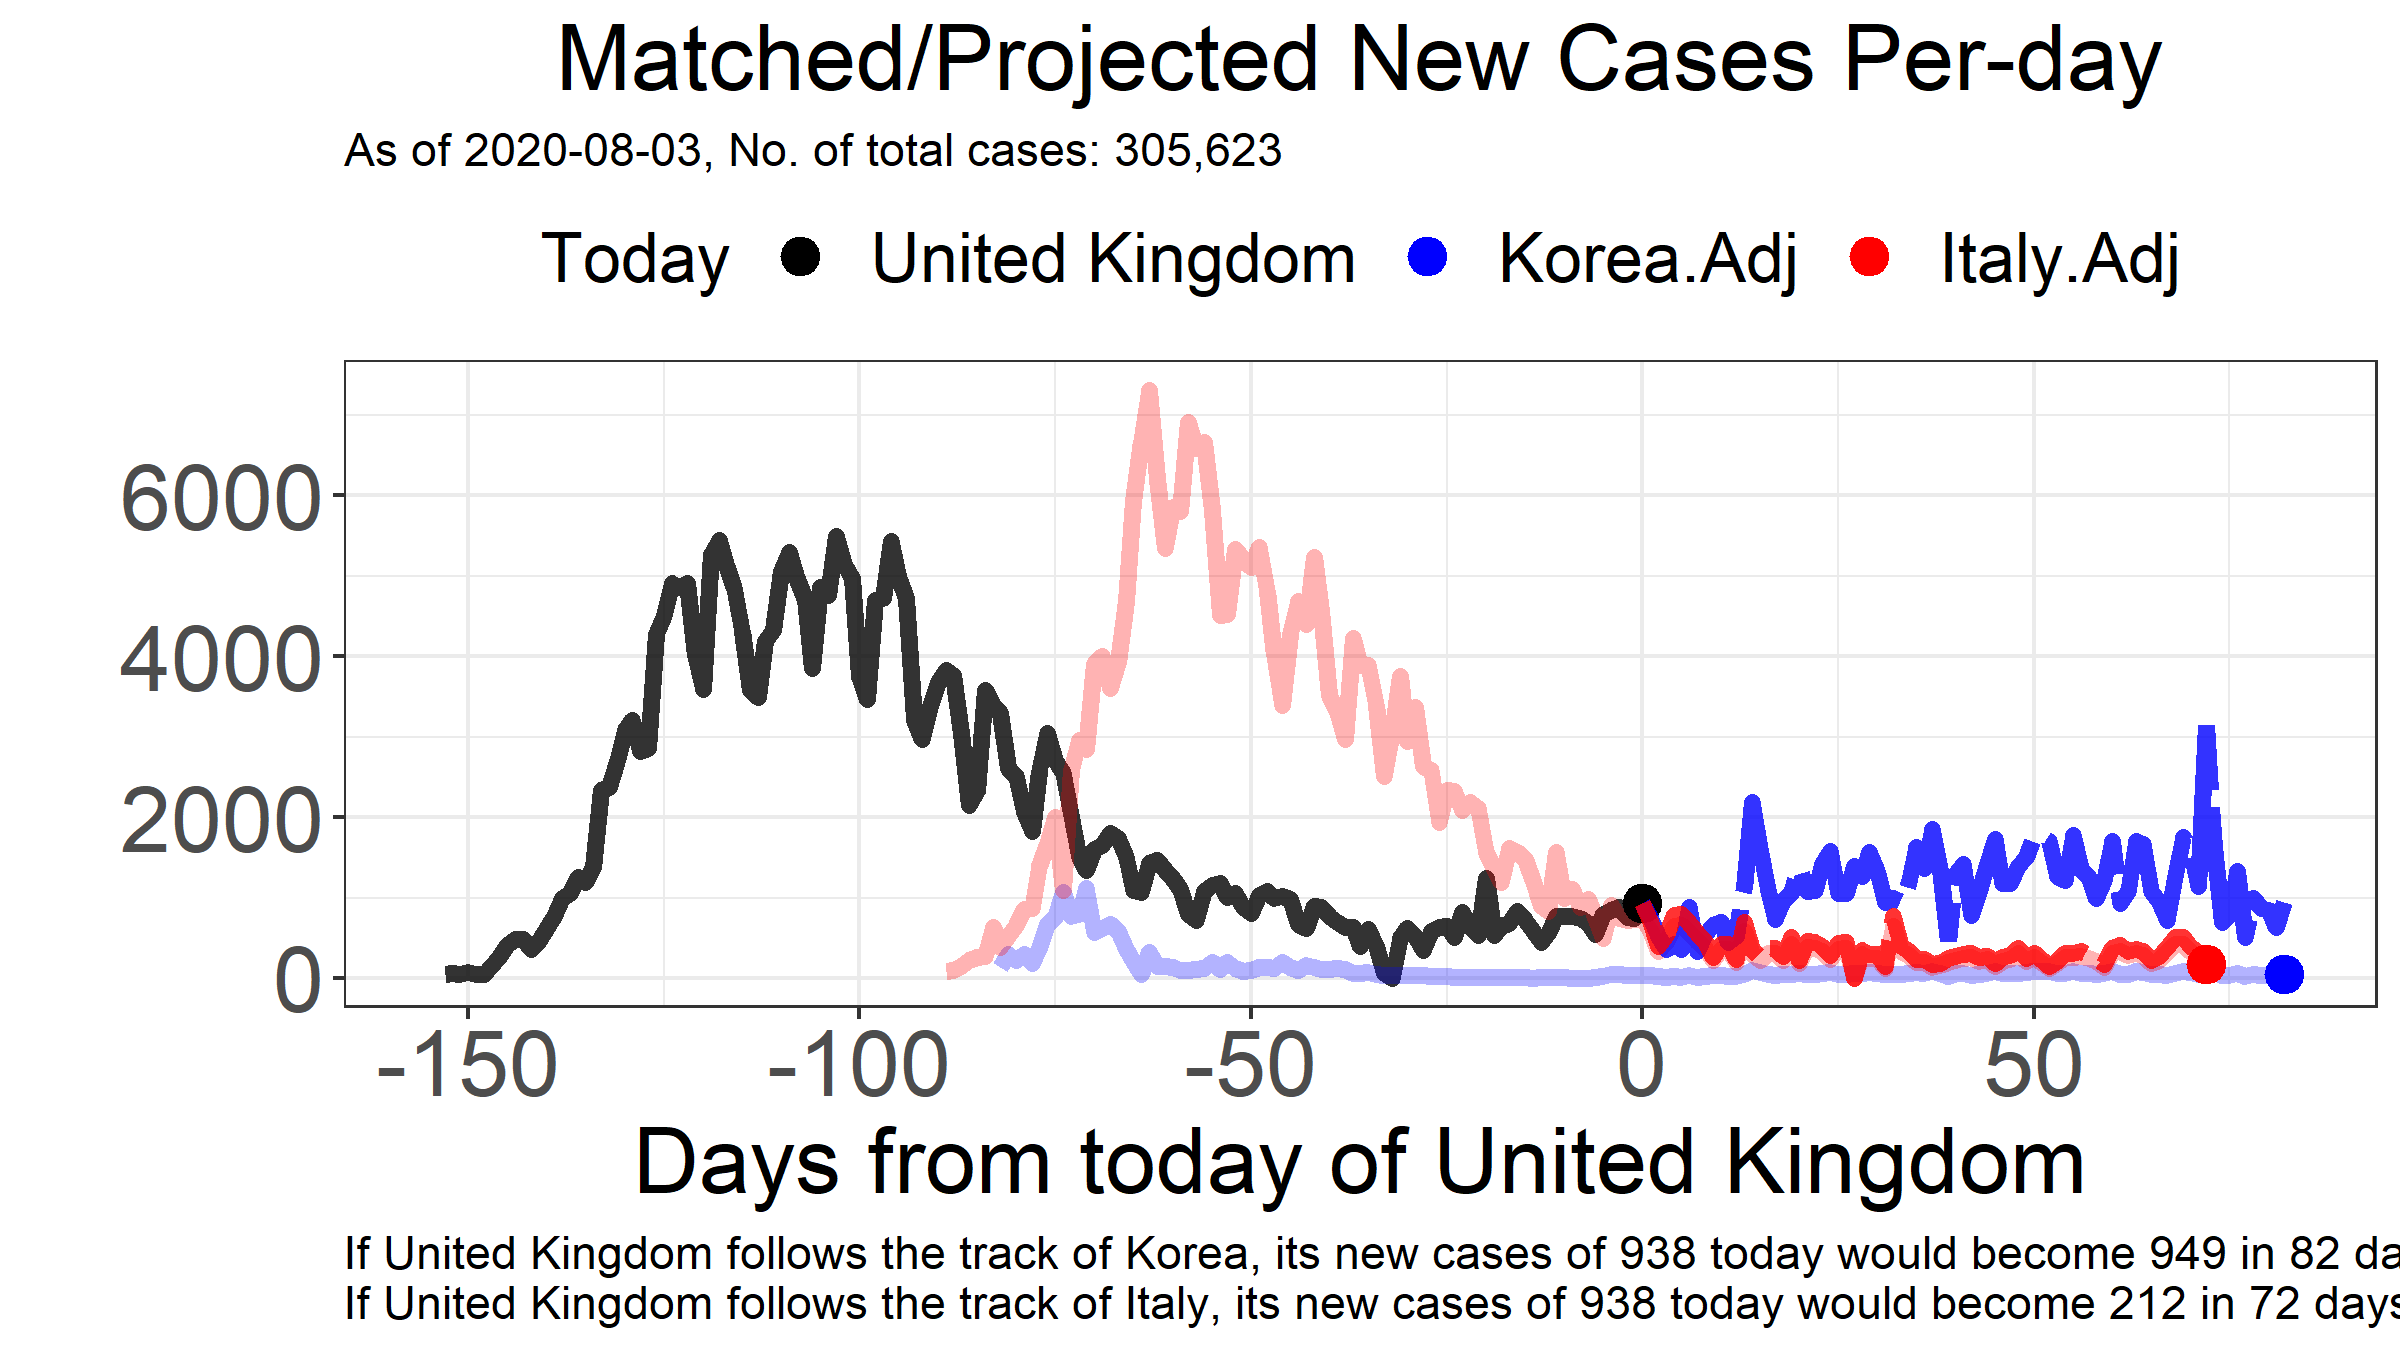 Matched/Projected New Cases Per-day
As of 2020-08-03, No. of total cases: 305,623
Today United Kingdom Korea.Adj Italy.Adj
6000
4000
2000
0
-150 -100 -50 0 50
Days from today of United Kingdom
If United Kingdom follows the track of Korea, its new cases of 938 today would become 949 in 82 da
If United Kingdom follows the track of Italy, its new cases of 938 today would become 212 in 72 days